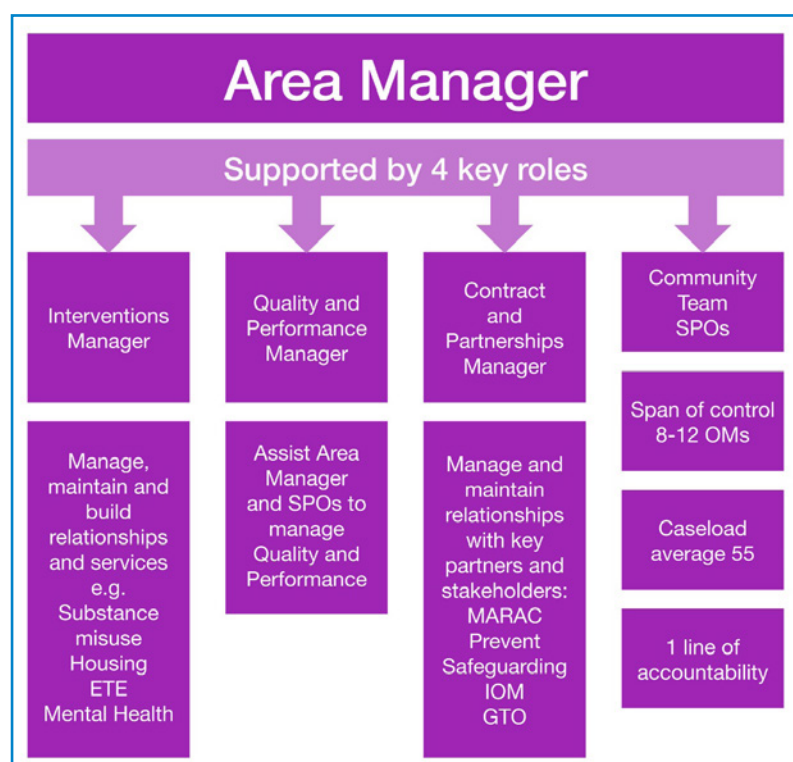 Area Manager
Supported by 4 key roles
Interventions
Manager
Manage,
maintain and
build
relationships
and services
e.g.
Substance
misuse
Housing
ETE
Mental Health
Quality and
Performance
Manager
Assist Area
Manager
and SPOs to
manage
Quality and
Performance
Contract
and
Partnerships
Manager
Manage and
maintain
relationships
with key
partners and
stakeholders:
MARAC
Prevent
Safeguarding
IOM
GTO
Community
Team
SPOs
Span of control
8-12 OMs
Caseload
average 55
1 line of
accountability